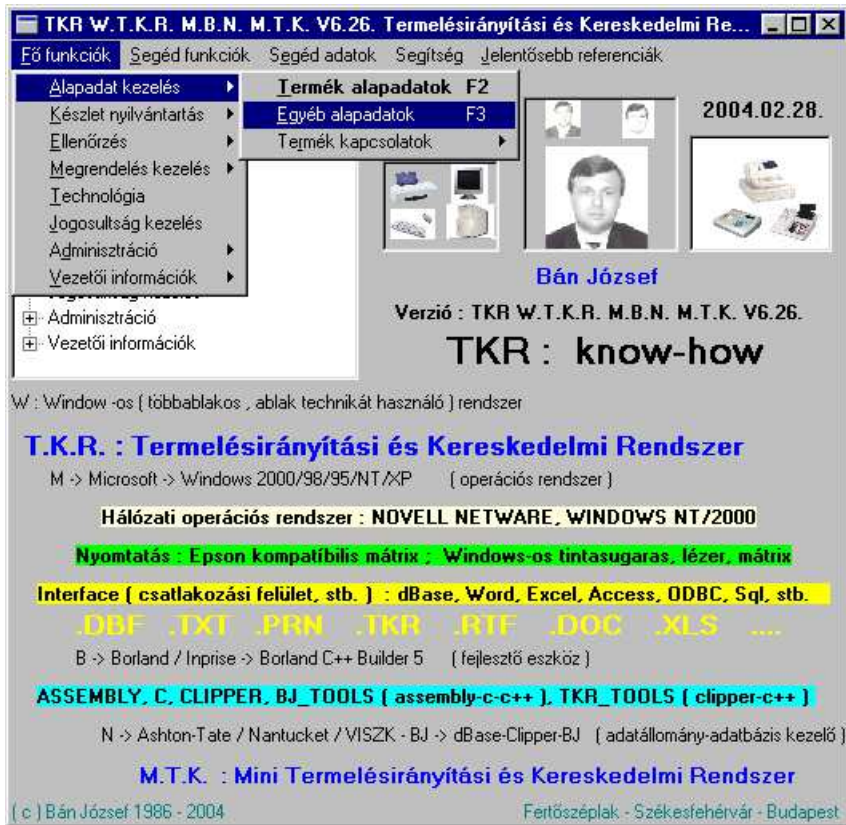 TKR W.T.K.R. M.B.N. M.T.K. V6.26. Termelésirányítási és Kereskedelmi Re...
Fő funkciók Segéd funkciók Segéd adatok Segítség Jelentősebb referenciák
Alapadat kezelés
Készlet nyilvántartás
Ellenőrzés
Megrendelés kezelés
Technológia
Jogosultság kezelés
Adminisztráció
Vezetői információk
Termék alapadatok F2
Egyéb alapadatok F3
Termék kapcsolatok
2004.02.28.
Adminisztráció
Vezetői információk
Bán József
Verzió : TKR W.T.K.R. M.B.N. M.T.K. V6.26.
TKR : know-how
W : Window -os ( többablakos , ablak technikát használó ) rendszer
T.K.R. : Termelésirányítási és Kereskedelmi Rendszer
M -> Microsoft -> Windows 2000/98/95/NT/XP ( operációs rendszer )
Hálózati operációs rendszer : NOVELL NETWARE, WINDOWS NT/2000
Nyomtatás : Epson kompatíbilis mátrix ; Windows-os tintasugaras, lézer, mátrix
Interface ( csatlakozási felület, stb. ) : dBase, Word, Excel, Access, ODBC, Sql, stb.
.DBF .TXT .PRN .TKR .RTF .DOC .XLS ....
B -> Borland / Inprise -> Borland C++ Builder 5 ( fejlesztő eszköz )
ASSEMBLY, C, CLIPPER, BJ_TOOLS ( assembly-c-c++ ), TKR_TOOLS ( clipper-c++ )
N -> Ashton-Tate / Nantucket / VISZK - BJ -> dBase-Clipper-BJ ( adatállomány-adatbázis kezelő )
M.T.K. : Mini Termelésirányítási és Kereskedelmi Rendszer
( c ) Bán József 1986 - 2004
Fertőszéplak - Székesfehérvár - Budapest